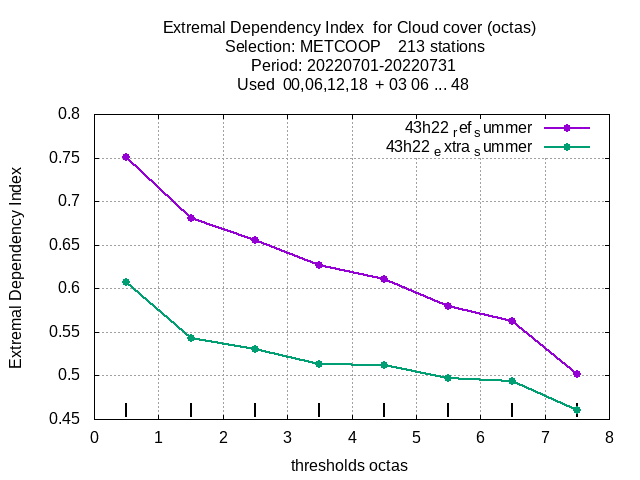 Extremal Dependency Index  for Cloud cover (octas)
Selection: METCOOP    213 stations
Period: 20220701-20220731
Used  00,06,12,18  + 03 06 ... 48
43h22 ref summer
43h22 extra summer
Extremal Dependency Index
0.8
0.75
0.7
0.65
0.6
0.55
0.5
0.45
0 1 2 3 4 5 6 7 8
thresholds octas